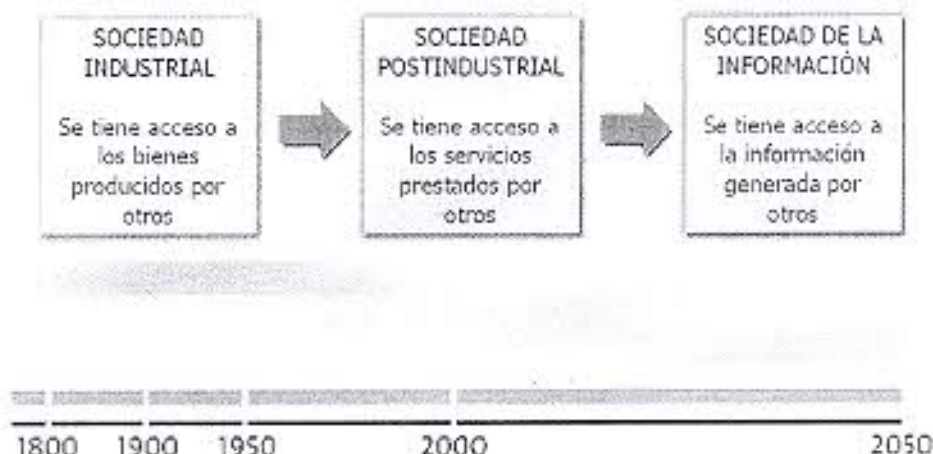 SOCIEDAD
INDUSTRIAL
Se tiene acceso a
los bienes
producidos por
otros
SOCIEDAD
POSTINDUSTRIAL
Se tiene acceso a
los servicios
prestados por
otros
SOCIEDAD DE LA
INFORMACIÓN
Se tiene acceso a
la información
generada por
otros
1800 1900 1950 2000 2050